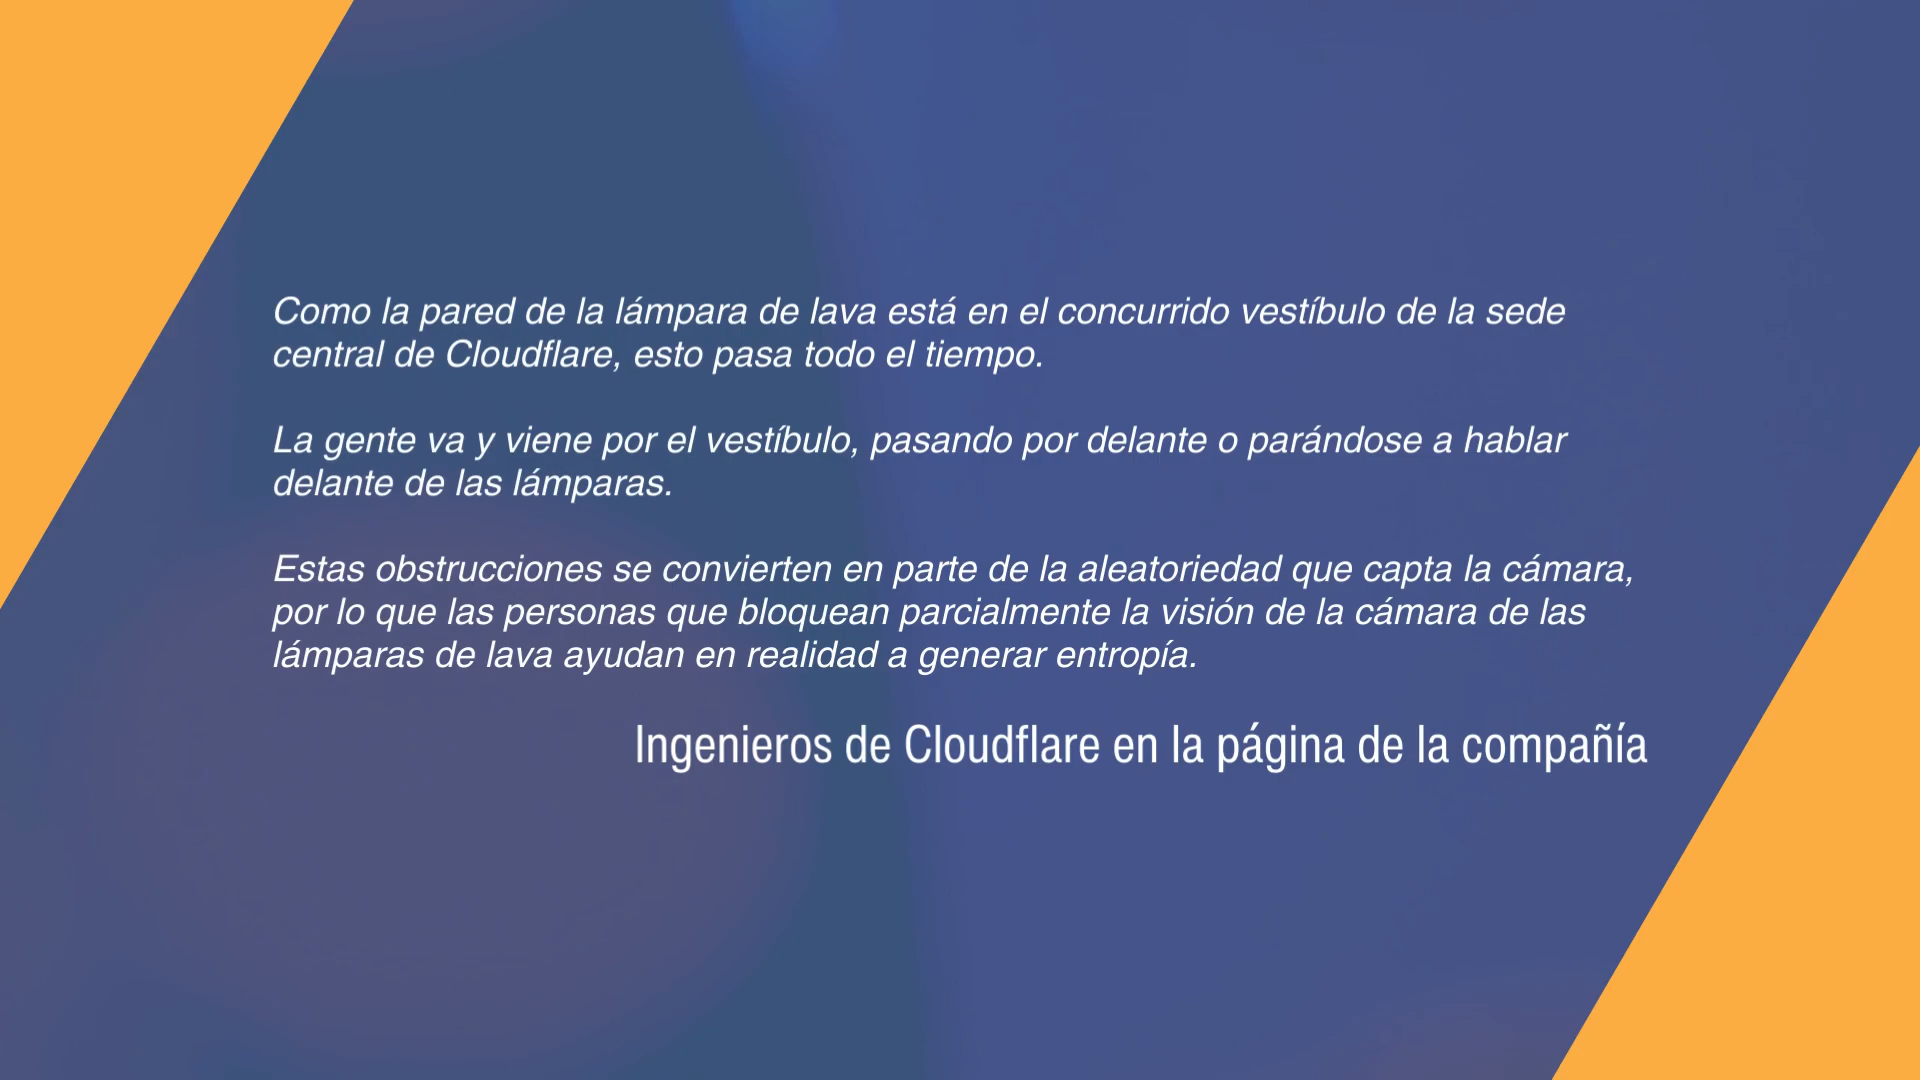 Como la pared de la lámpara de lava está en el concurrido vestíbulo de la sede
central de Cloudflare, esto pasa todo el tiempo.
La gente va y viene por el vestíbulo, pasando por delante o parándose a hablar
delante de las lámparas.
Estas obstrucciones se convierten en parte de la aleatoriedad que capta la cámara,
por lo que las personas que bloquean parcialmente la visión de la cámara de las
lámparas de lava ayudan en realidad a generar entropía.
Ingenieros de Cloudflare en la página de la compañía